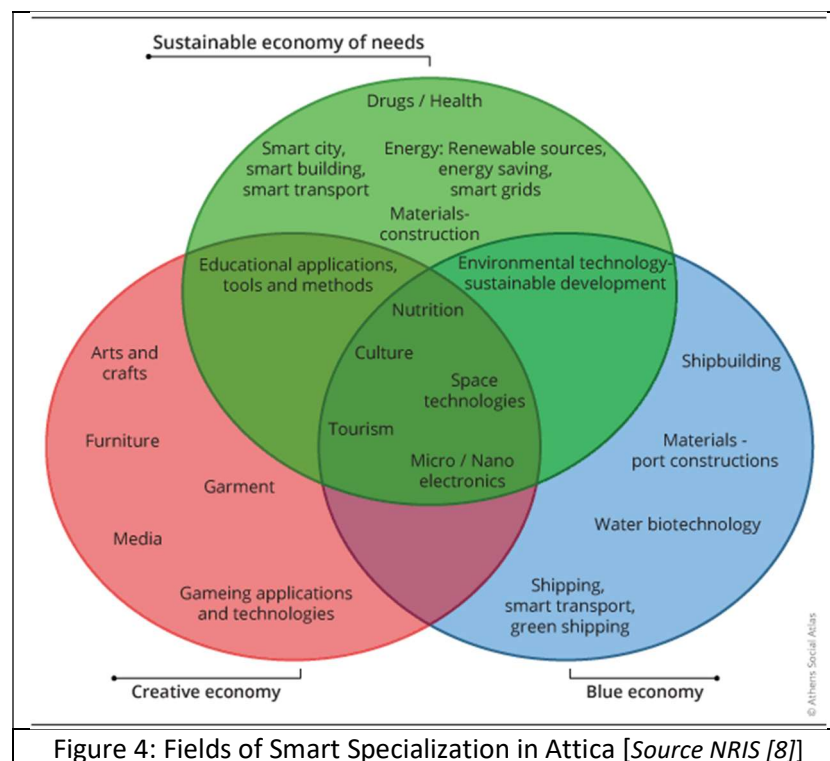 Sustainable economy of needs
Drugs / Health
Smart city,
smart building,
smart transport
Energy: Renewable sources,
energy saving,
smart grids
Materials-
construction
Educational applications,
tools and methods
Environmental technology-
sustainable development
Nutrition
Culture
Space
technologies
Tourism
Micro / Nano
electronics
Arts and
crafts
Furniture
Garment
Media
Gameing applications
and technologies
Shipbuilding
Materials -
port constructions
Water biotechnology
Shipping,
smart transport,
green shipping
Creative economy
Blue economy
© Athens Social Atlas
Figure 4: Fields of Smart Specialization in Attica [Source NRIS [8]]